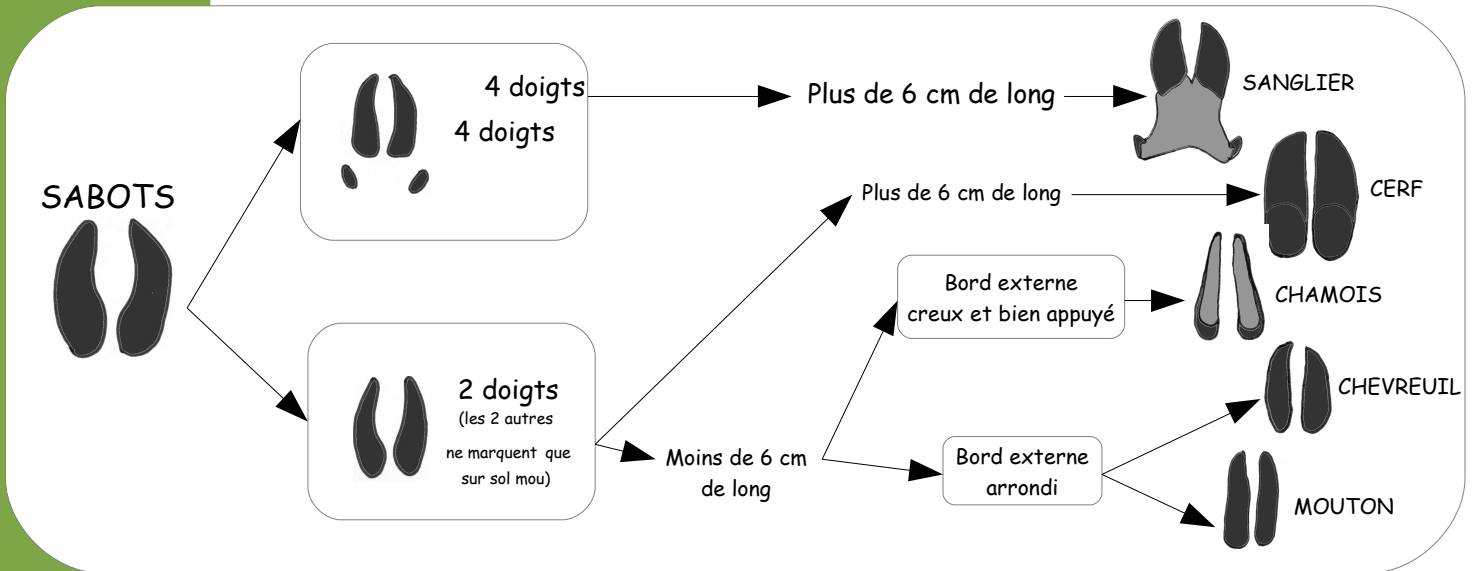 SABOTS
4 doigts
4 doigts
Plus de 6 cm de long
SANGLIER
2 doigts
(les 2 autres
ne marquent que
sur sol mou)
Plus de 6 cm de long
CERF
Moins de 6 cm
de long
Bord externe
creux et bien appuyé
CHAMOIS
Bord externe
arrondi
CHEVREUIL
MOUTON